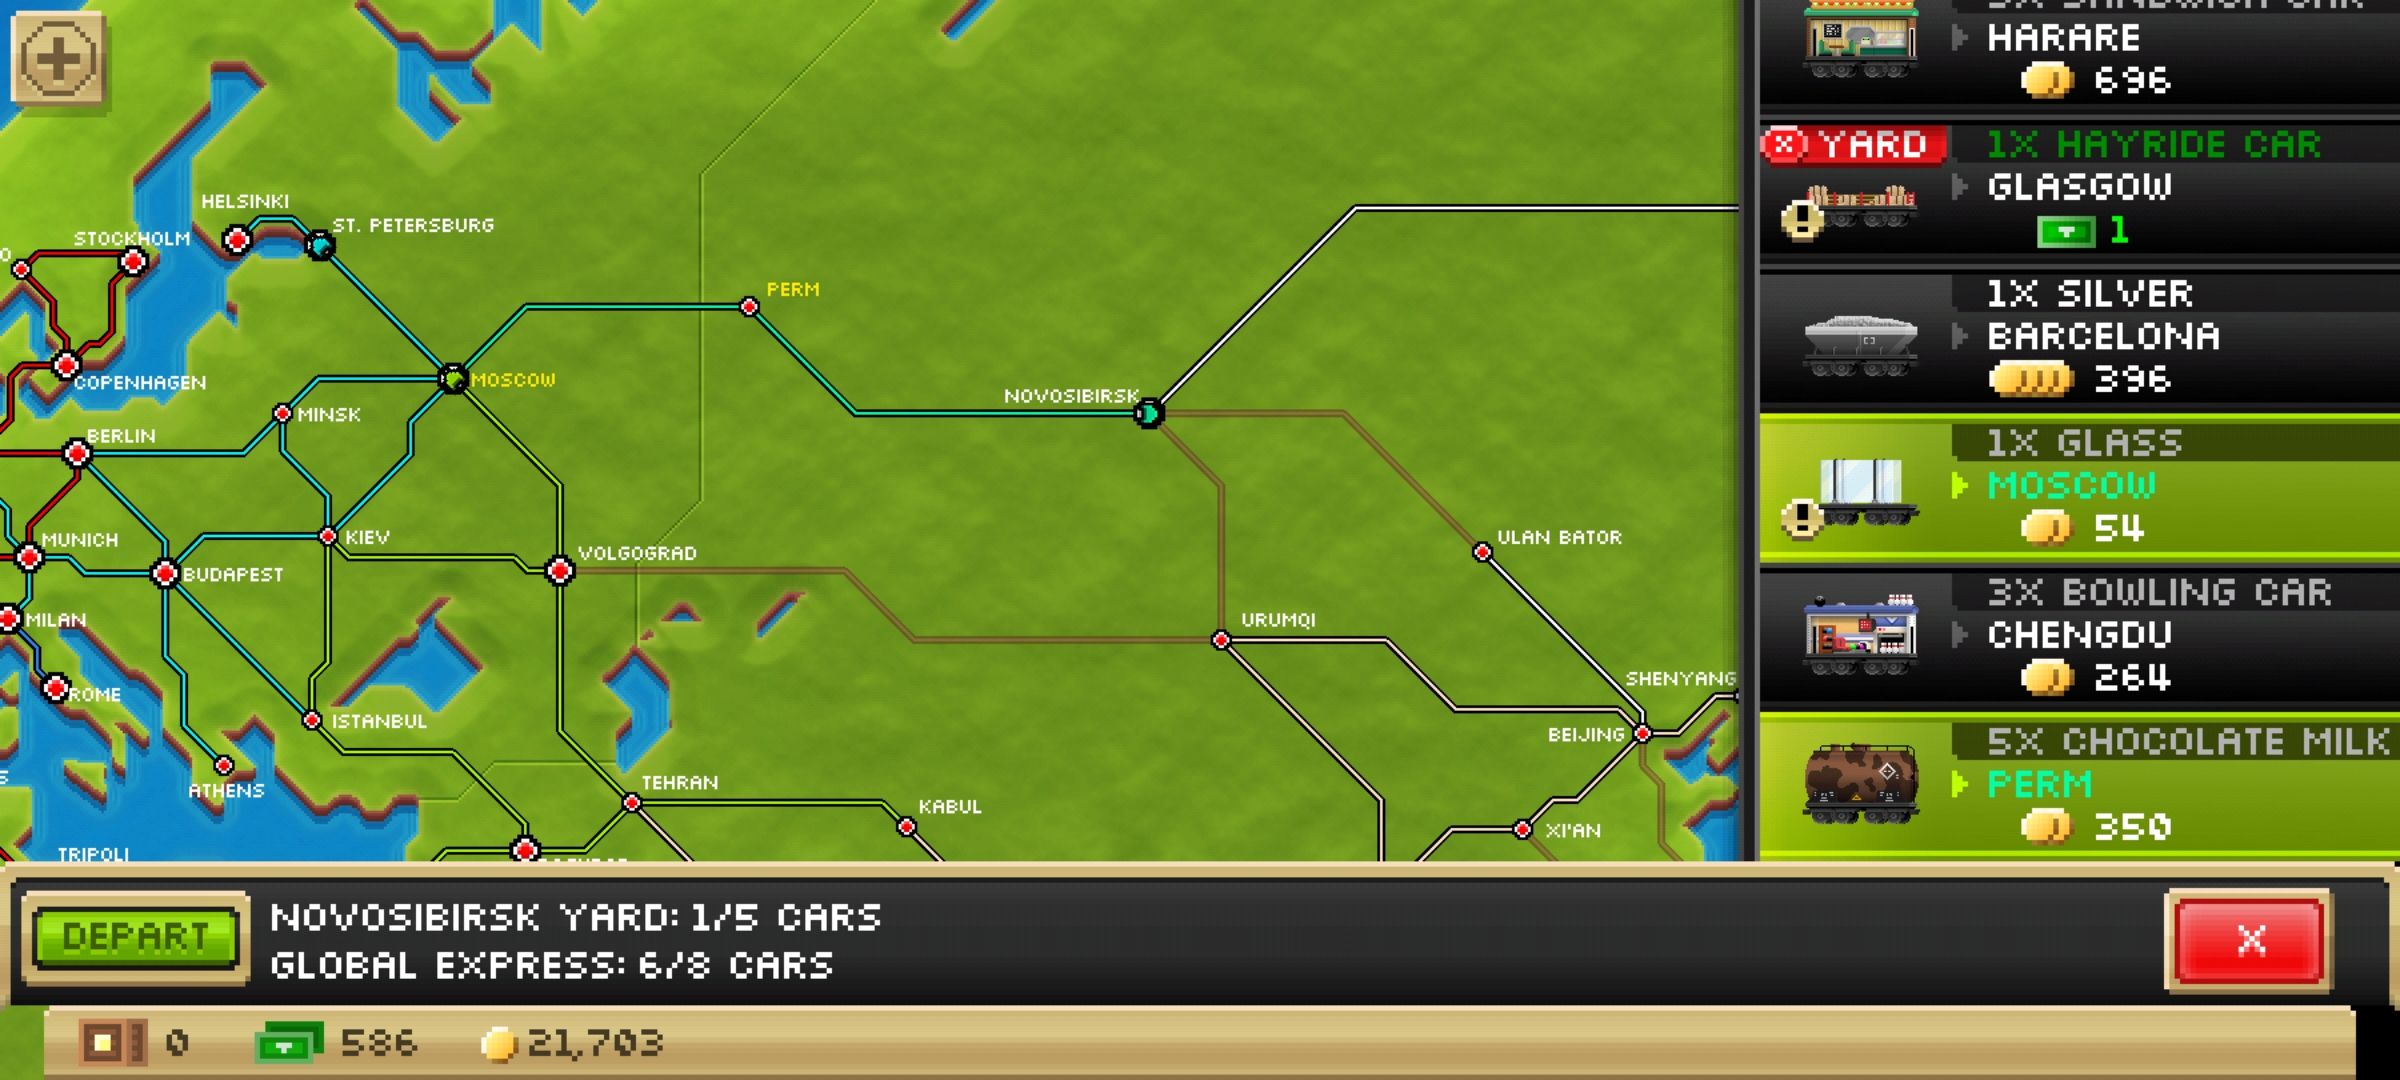 HELSINKI
ST. PETERSBURG
STOCKHOLM
O
PERM
COPENHAGEN
MOSCOW
NOVOSIBIRSK
MINSK
BERLIN
MUNICH
KIEV
VOLGOGRAD
ULAN BATOR
BUDAPEST
MILAN
URUMQI
ROME
SHENYANG
ISTANBUL
BEIJING
S
ATHENS
TEHRAN
KABUL
XI'AN
TRIPOLI
5X SANDWICH CAR
HARARE
696
YARD
1X HAYRIDE CAR
GLASGOW
1
1X SILVER
BARCELONA
396
1X GLASS
MOSCOW
54
3X BOWLING CAR
CHENGDU
264
5X CHOCOLATE MILK
PERM
350
DEPART
NOVOSIBIRSK YARD: 1/5 CARS
GLOBAL EXPRESS: 6/8 CARS
X
0
586
21,703